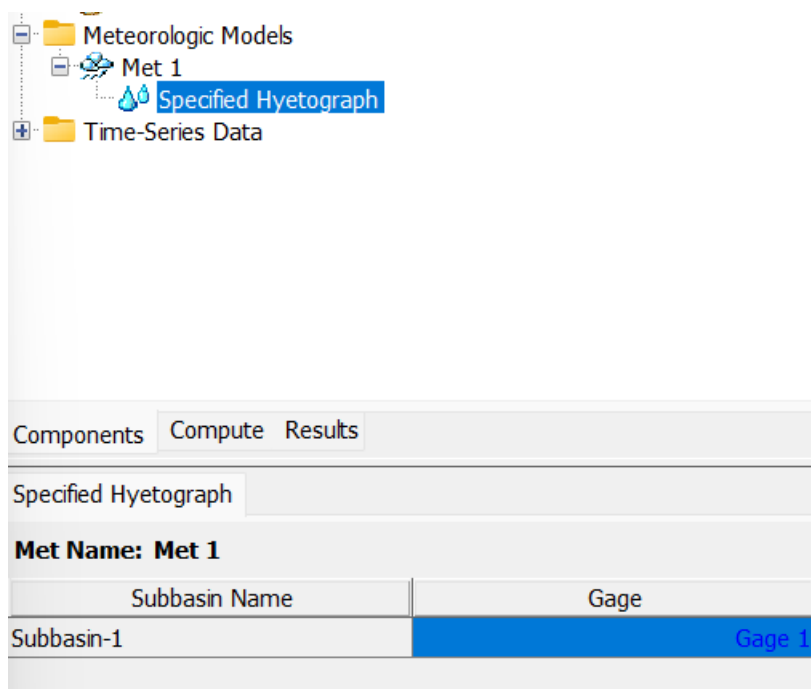 Meteorologic Models
Met 1
Specified Hyetograph
Time-Series Data
Components Compute Results
Specified Hyetograph
Met Name: Met 1
Subbasin Name Gage
Subbasin-1 Gage 1